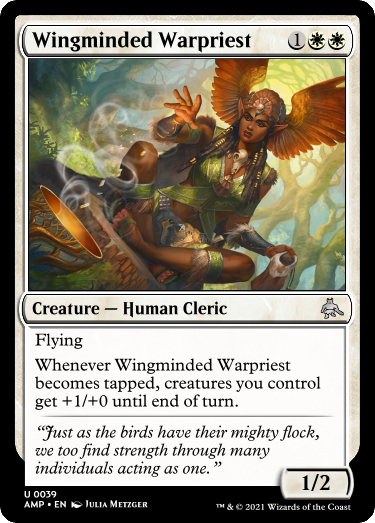 Wingminded Warpriest 1
Creature — Human Cleric
Flying
Whenever Wingminded Warpriest
becomes tapped, creatures you control
get +1/+0 until end of turn.
“Just as the birds have their mighty flock,
we too find strength through many
individuals acting as one.”
1/2
U 0039
AMP • EN Julia Metzger
™ & © 2021 Wizards of the Coast